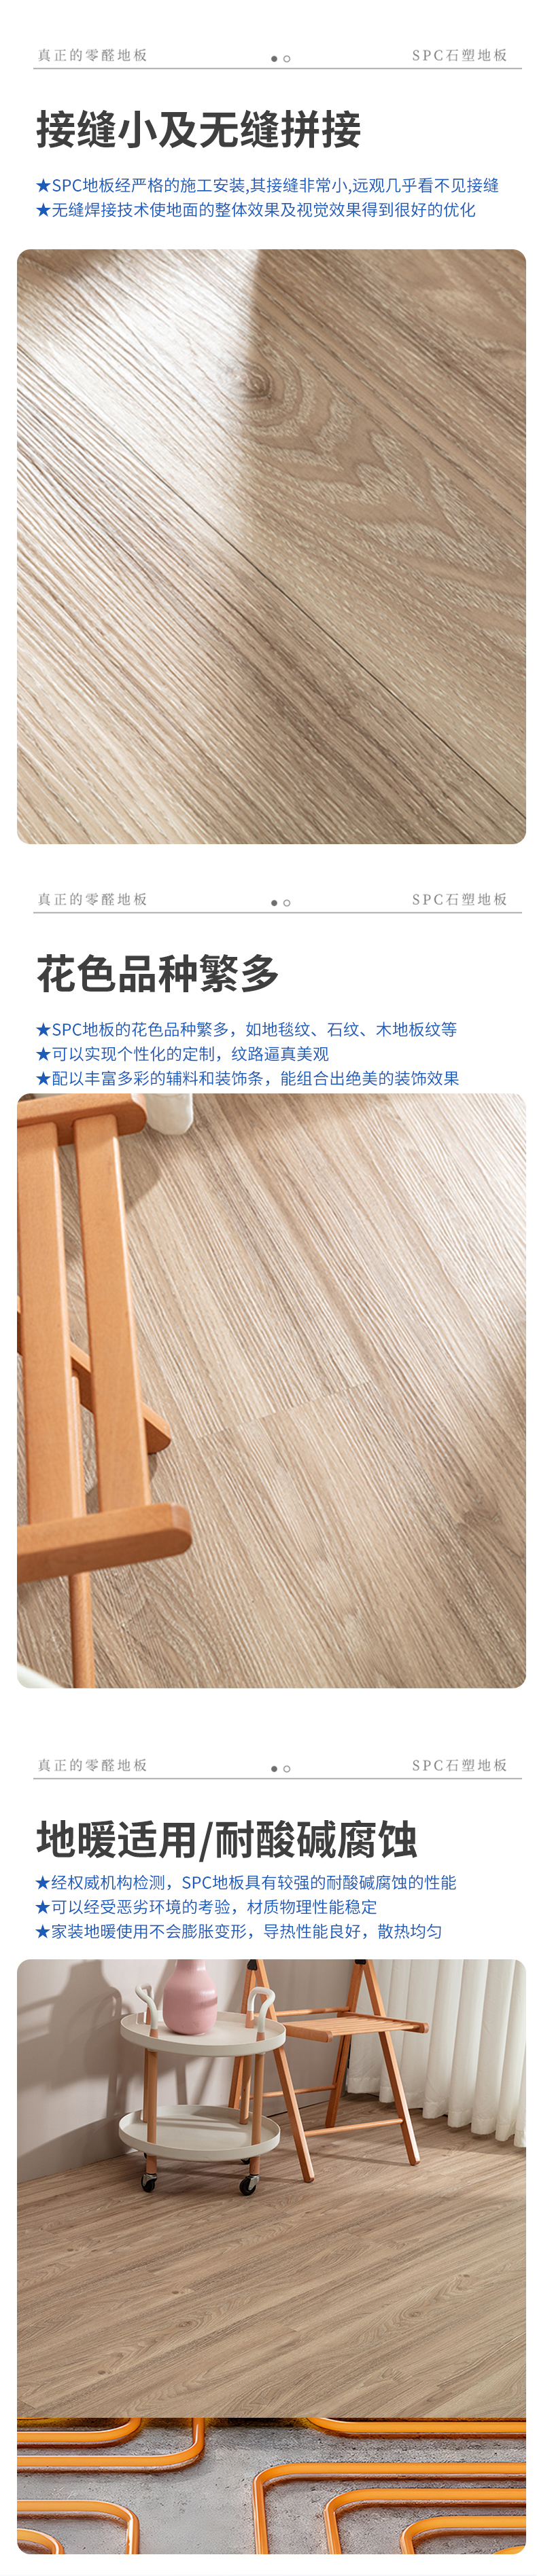 真正的零醛地板
SPC石塑地板
接缝小及无缝拼接
★SPC地板经严格的施工安装,其接缝非常小,远观几乎看不见接缝
★无缝焊接技术使地面的整体效果及视觉效果得到很好的优化
真正的零醛地板
SPC石塑地板
花色品种繁多
★SPC地板的花色品种繁多，如地毯纹、石纹、木地板纹等
★可以实现个性化的定制，纹路逼真美观
★配以丰富多彩的辅料和装饰条，能组合出绝美的装饰效果
真正的零醛地板
SPC石塑地板
地暖适用/耐酸碱腐蚀
★经权威机构检测，SPC地板具有较强的耐酸碱腐蚀的性能
★可以经受恶劣环境的考验，材质物理性能稳定
★家装地暖使用不会膨胀变形，导热性能良好，散热均匀